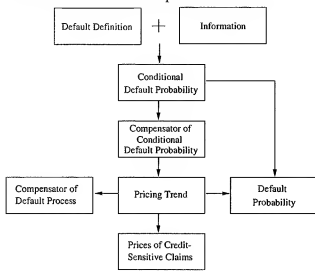 Default Definition + Information
Conditional
Default Probability
Compensator of
Conditional
Default Probability
Compensator of
Default Process
Pricing Trend
Default
Probability
Prices of Credit-
Sensitive Claims